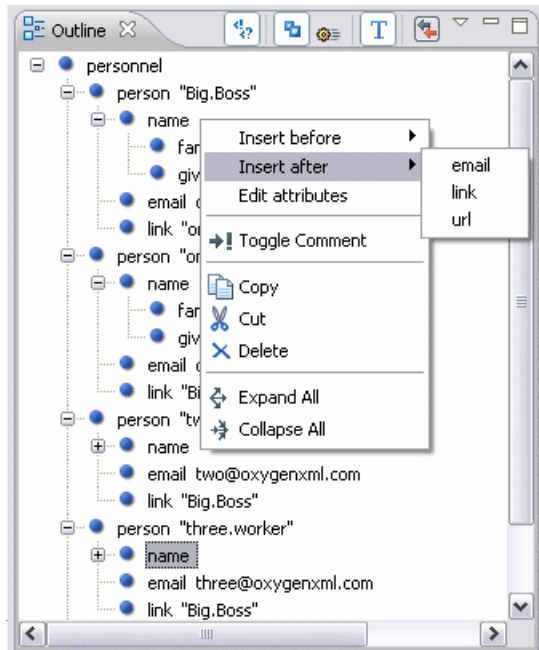 Outline
personnel
person "Big.Boss"
name
Insert before
Insert after
email
link
url
Edit attributes
email
link
Toggle Comment
person
name
Copy
Cut
Delete
email
link
Expand All
person
Collapse All
name
email two@oxygenxml.com
link "Big.Boss"
person "three.worker"
name
email three@oxygenxml.com
link "Big.Boss"